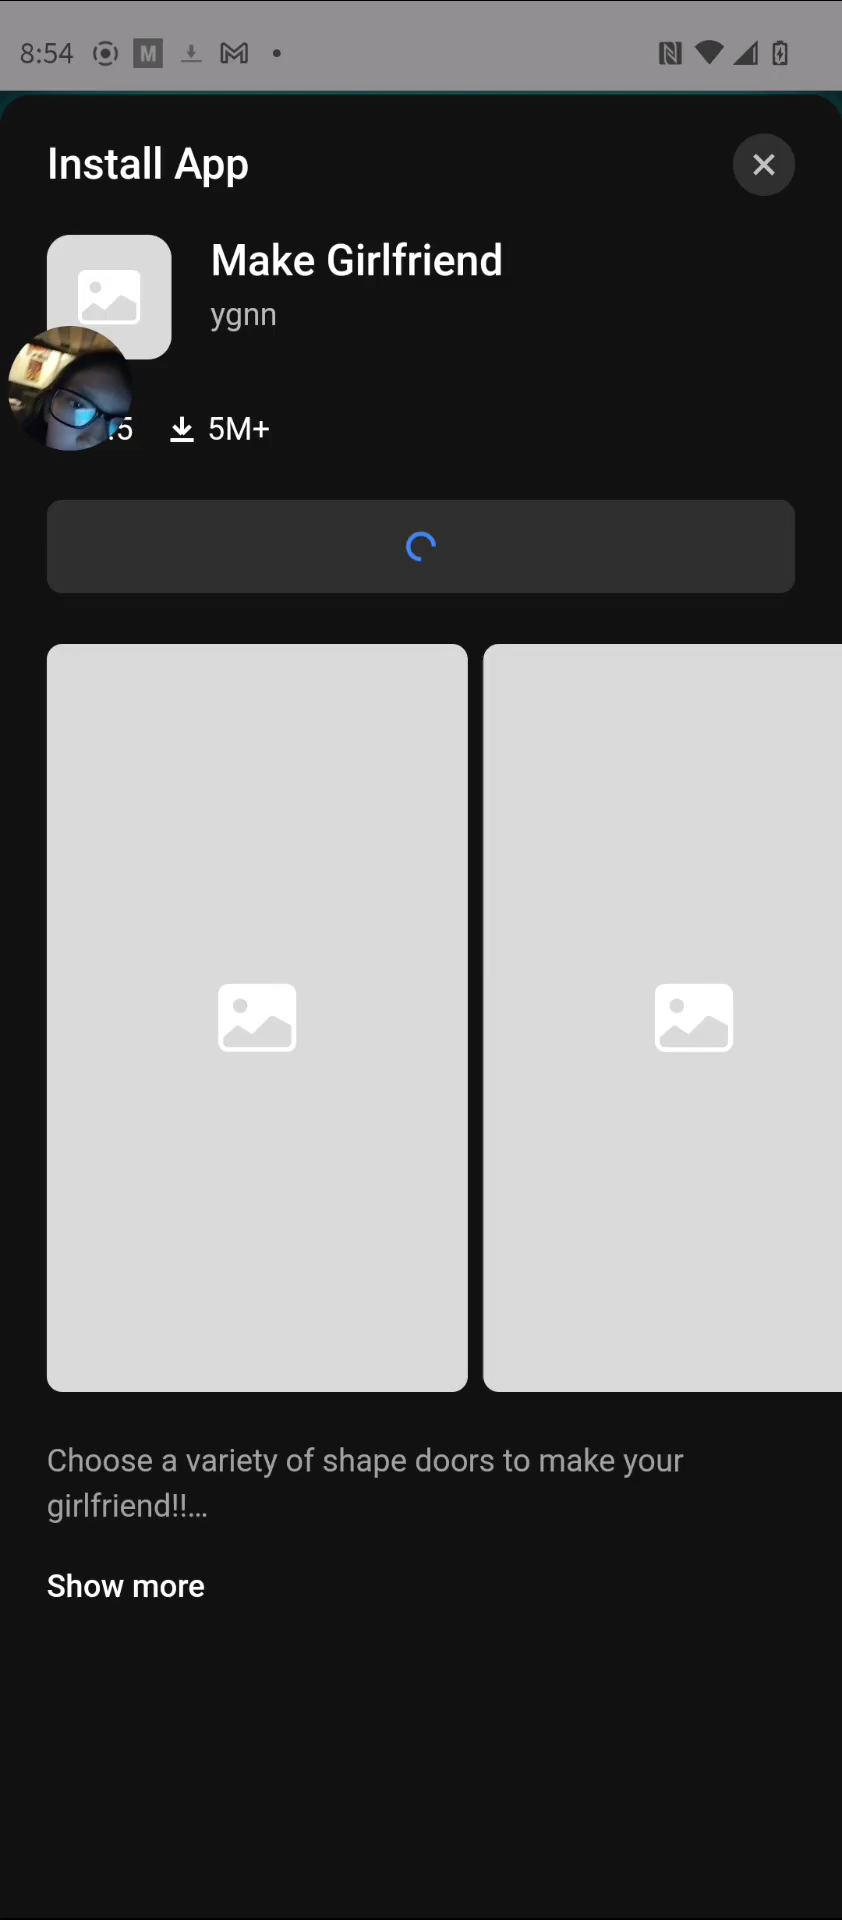 8:54 M
Install App
Make Girlfriend
ygnn
.5 5M+
Choose a variety of shape doors to make your
girlfriend!!...
Show more